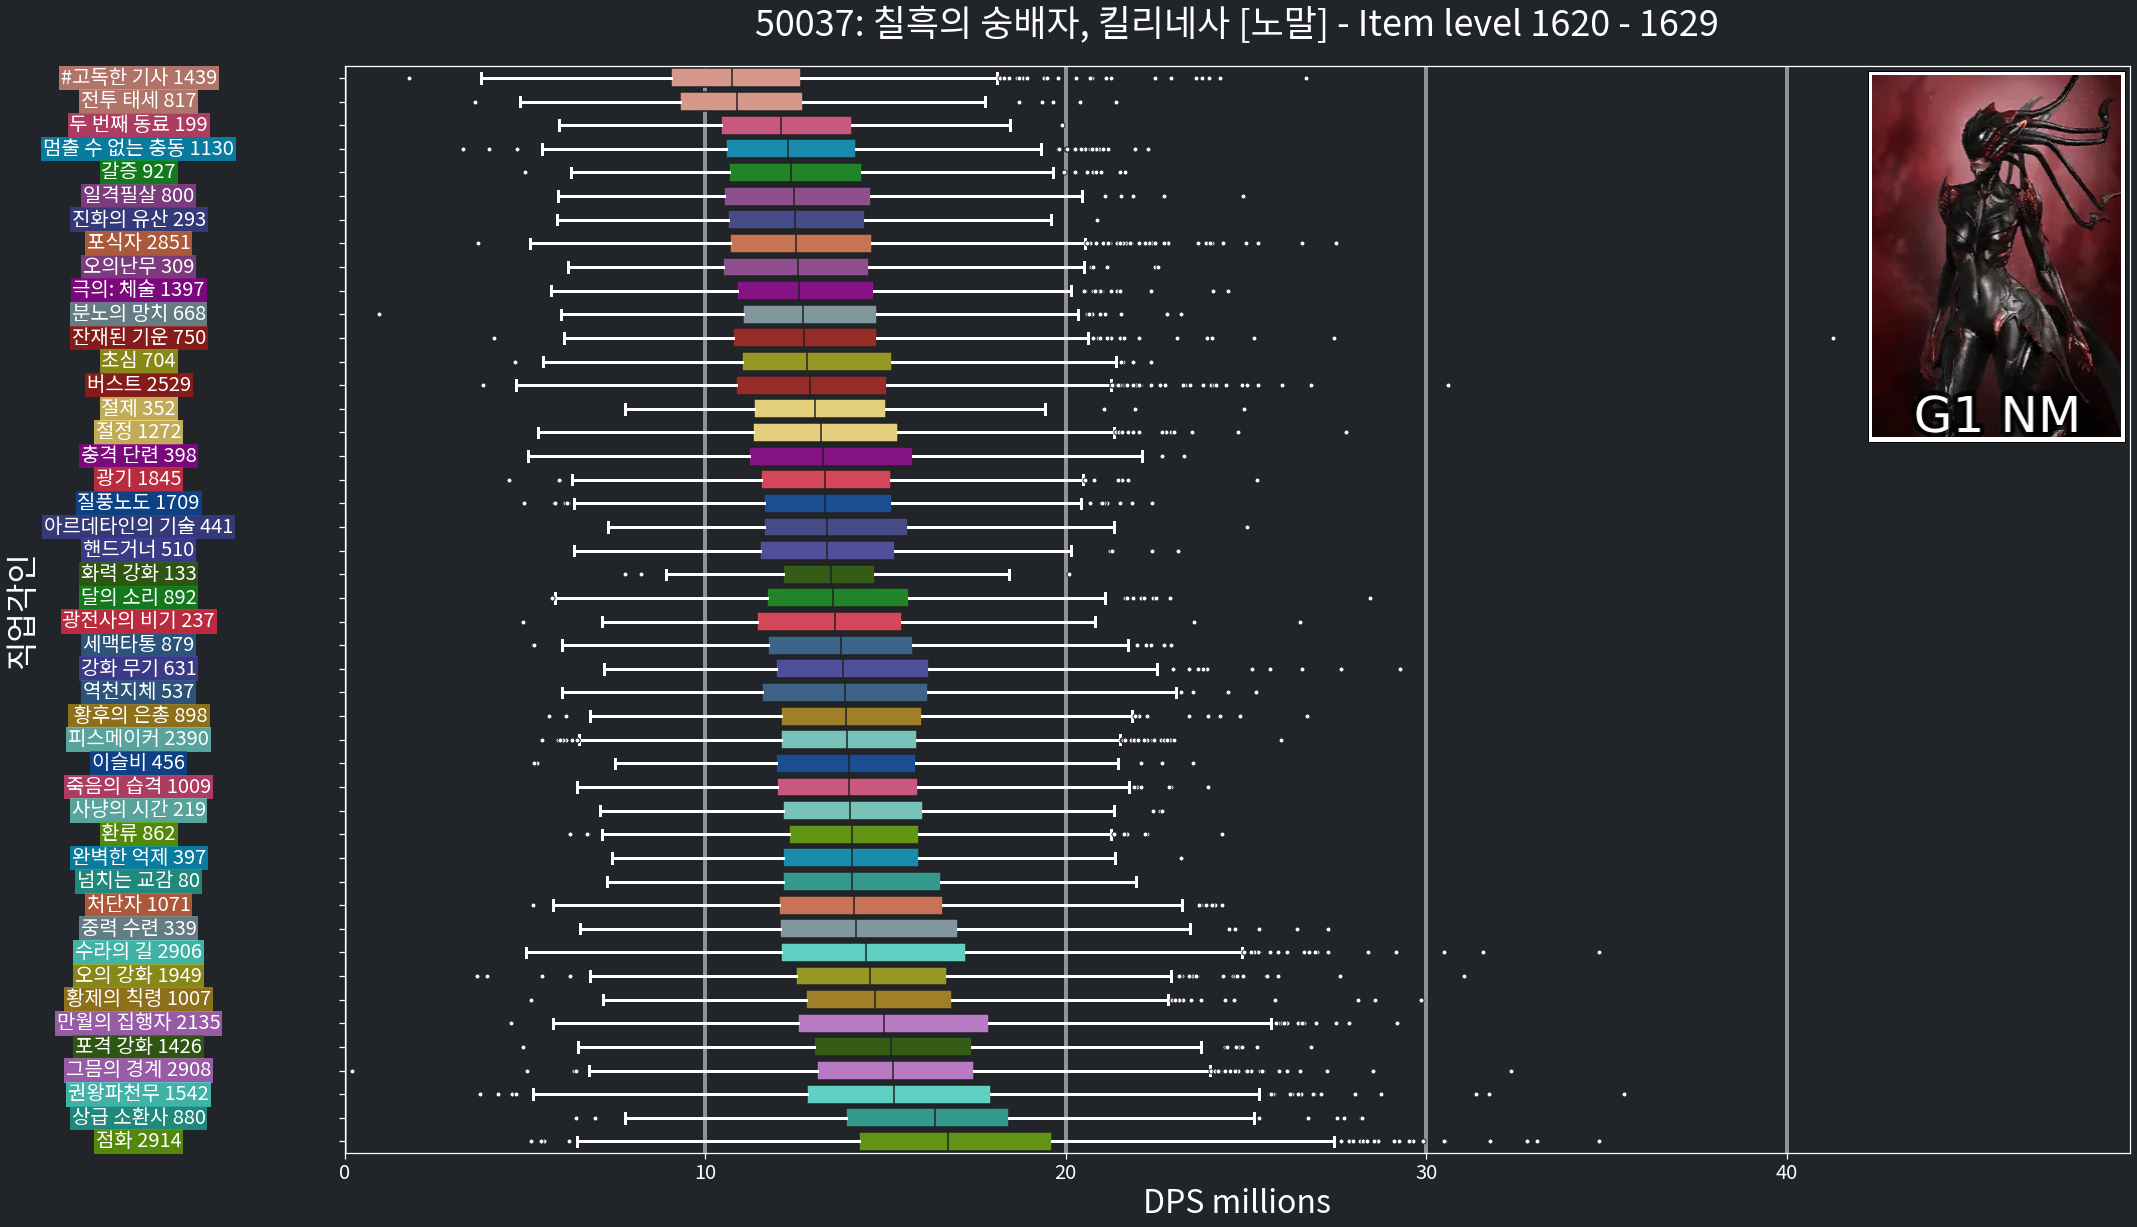 50037: 칠흑의 숭배자, 킬리네사 [노말] - Item level 1620 - 1629
#고독한 기사 1439
전투 태세 817
두 번째 동료 199
멈출 수 없는 충동 1130
갈증 927
일격필살 800
진화의 유산 293
포식자 2851
오의난무 309
극의: 체술 1397
분노의 망치 668
잔재된 기운 750
초심 704
버스트 2529
절제 352
절정 1272
충격 단련 398
광기 1845
질풍노도 1709
아르데타인의 기술 441
핸드거너 510
화력 강화 133
달의 소리 892
광전사의 비기 237
세맥타통 879
강화 무기 631
역천지체 537
황후의 은총 898
피스메이커 2390
이슬비 456
죽음의 습격 1009
사냥의 시간 219
환류 862
완벽한 억제 397
넘치는 교감 80
처단자 1071
중력 수련 339
수라의 길 2906
오의 강화 1949
황제의 칙령 1007
만월의 집행자 2135
포격 강화 1426
그믐의 경계 2908
권왕파천무 1542
상급 소환사 880
점화 2914
직업각인
G1 NM
0 10 20 30 40
DPS millions